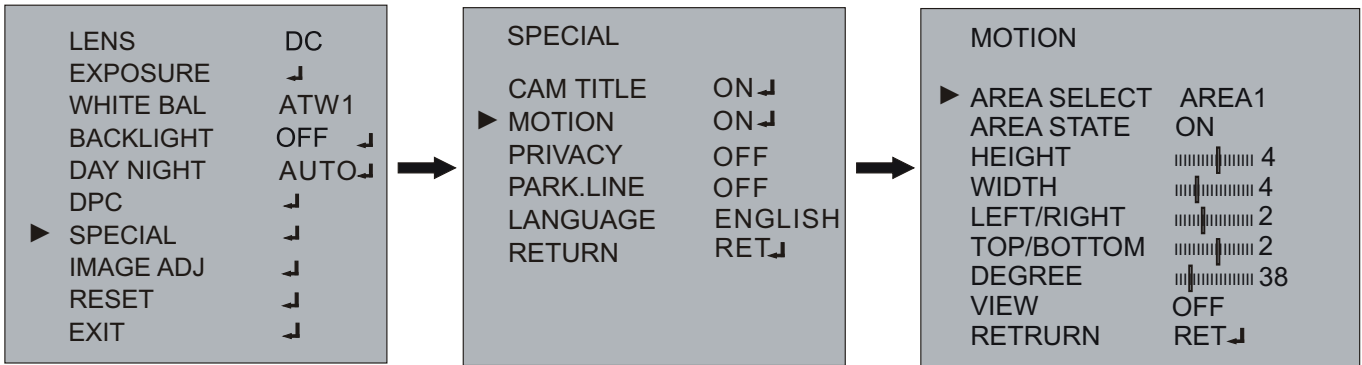 LENS DC
EXPOSURE ↲
WHITE BAL ATW1
BACKLIGHT OFF ↲
DAY NIGHT AUTO↲
DPC ↲
► SPECIAL ↲
IMAGE ADJ ↲
RESET ↲
EXIT ↲
SPECIAL
CAM TITLE ON↲
► MOTION ON↲
PRIVACY OFF
PARK.LINE OFF
LANGUAGE ENGLISH
RETURN RET↲
MOTION
► AREA SELECT AREA1
AREA STATE ON
HEIGHT 4
WIDTH 4
LEFT/RIGHT 2
TOP/BOTTOM 2
DEGREE 38
VIEW OFF
RETRURN RET↲